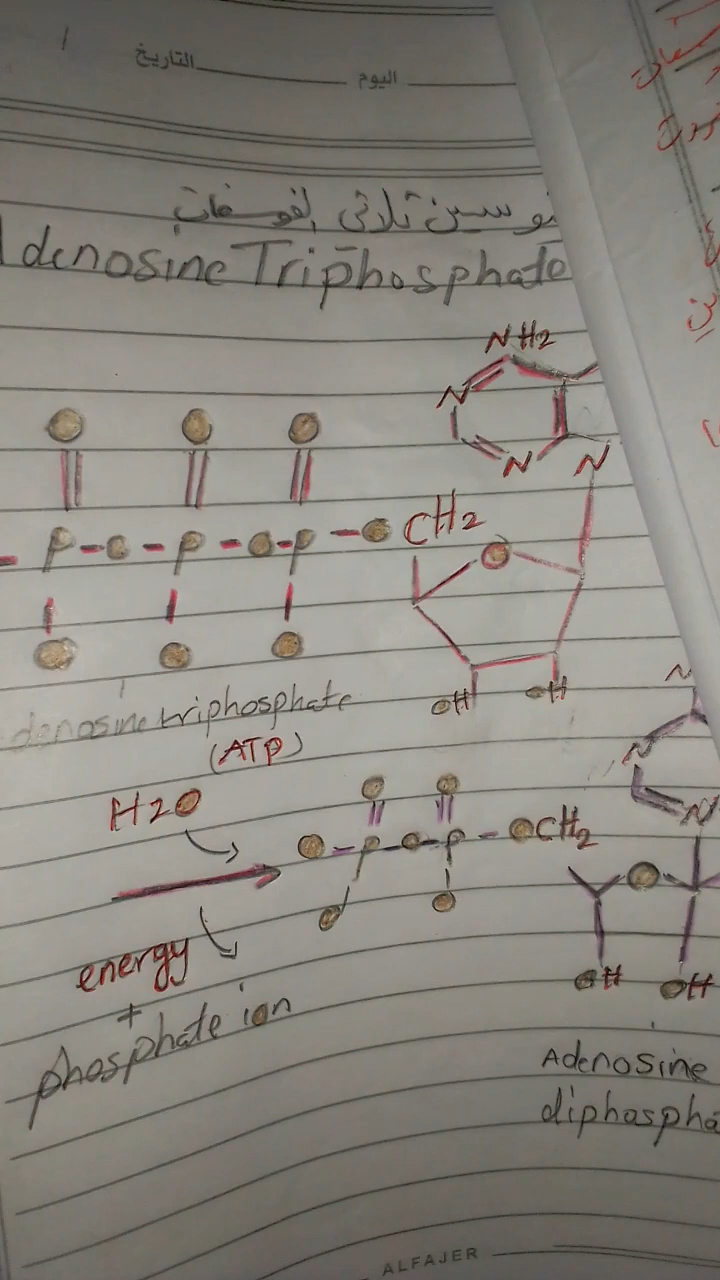 التاريخ اليوم
ثلاثي الفوسفات
denosine Triphosphate
NH2
N
N N
O O O
P-O-P-O-P-O CH2
O
O O O
OH OH
denosine triphosphate
(ATP)
H2O
N
N
N
O O
O-P-O-P-OCH2
O
O O
OH OH
energy
+
phosphate ion
Adenosine
diphospha
ALFAJER